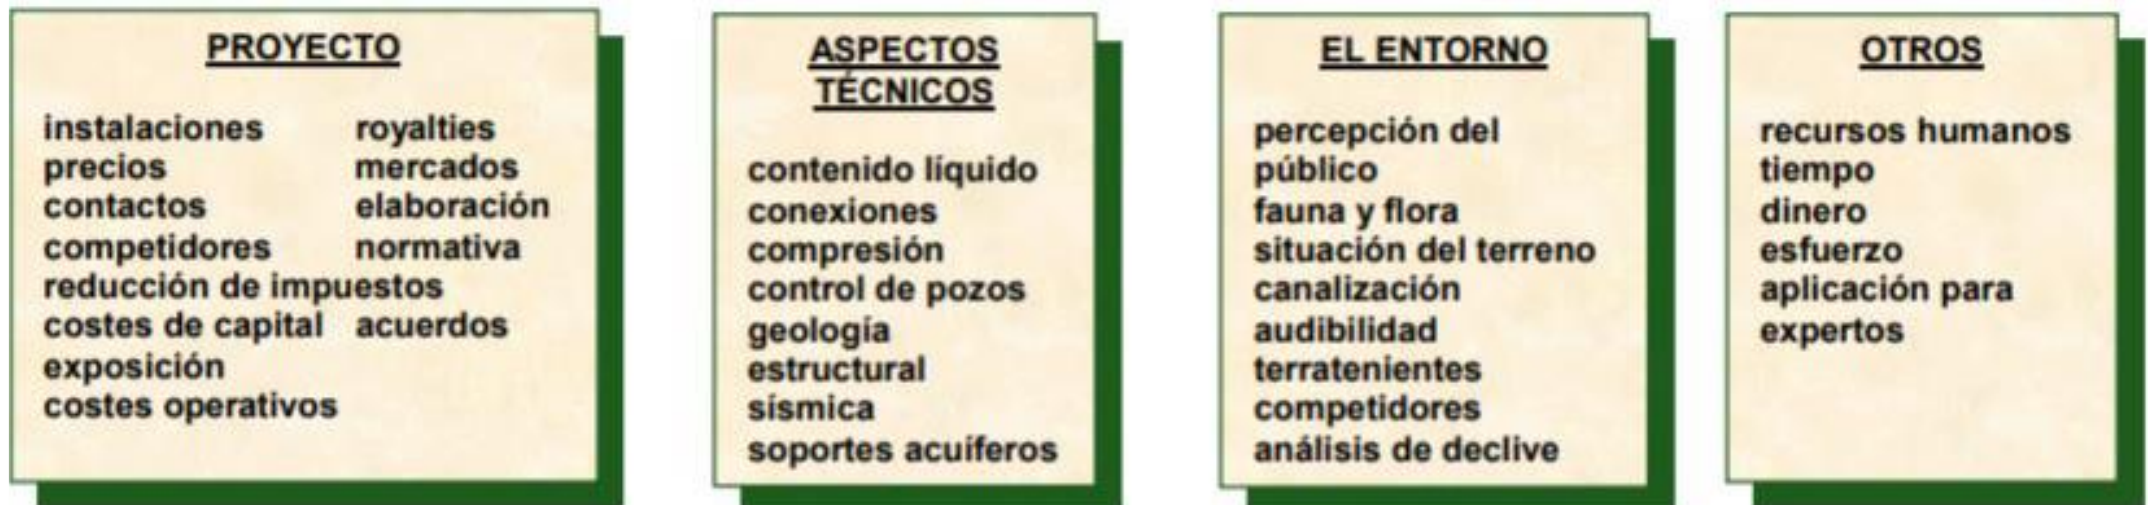 PROYECTO
instalaciones royalties
precios mercados
contactos elaboración
competidores normativa
reducción de impuestos
costes de capital acuerdos
exposición
costes operativos
ASPECTOS
TÉCNICOS
contenido líquido
conexiones
compresión
control de pozos
geología
estructural
sísmica
soportes acuíferos
EL ENTORNO
percepción del
público
fauna y flora
situación del terreno
canalización
audibilidad
terratenientes
competidores
análisis de declive
OTROS
recursos humanos
tiempo
dinero
esfuerzo
aplicación para
expertos